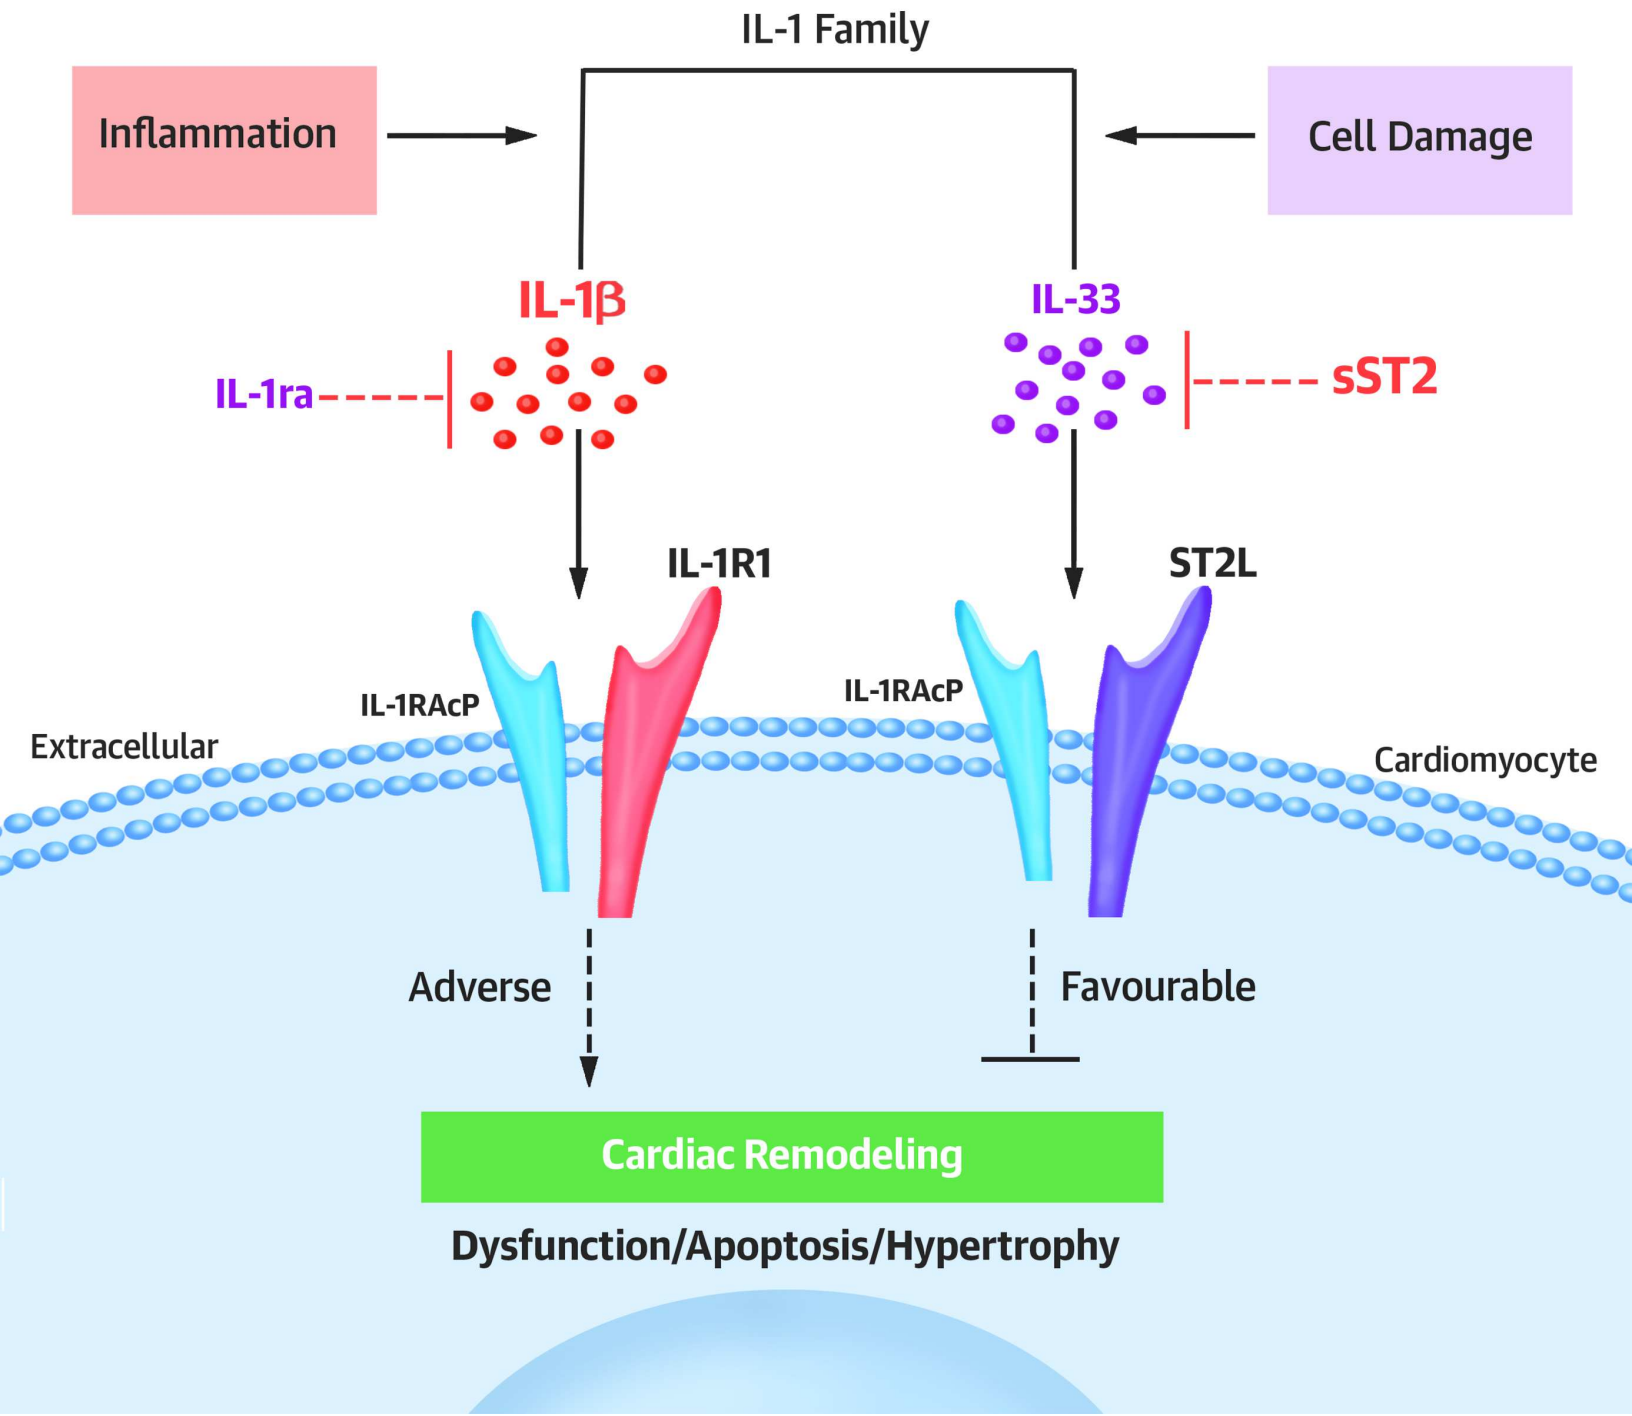 IL-1 Family
Inflammation
Cell Damage
IL-1β
IL-33
IL-1ra
sST2
IL-1R1
ST2L
IL-1RAcP
IL-1RAcP
Extracellular
Cardiomyocyte
Adverse
Favourable
Cardiac Remodeling
Dysfunction/Apoptosis/Hypertrophy